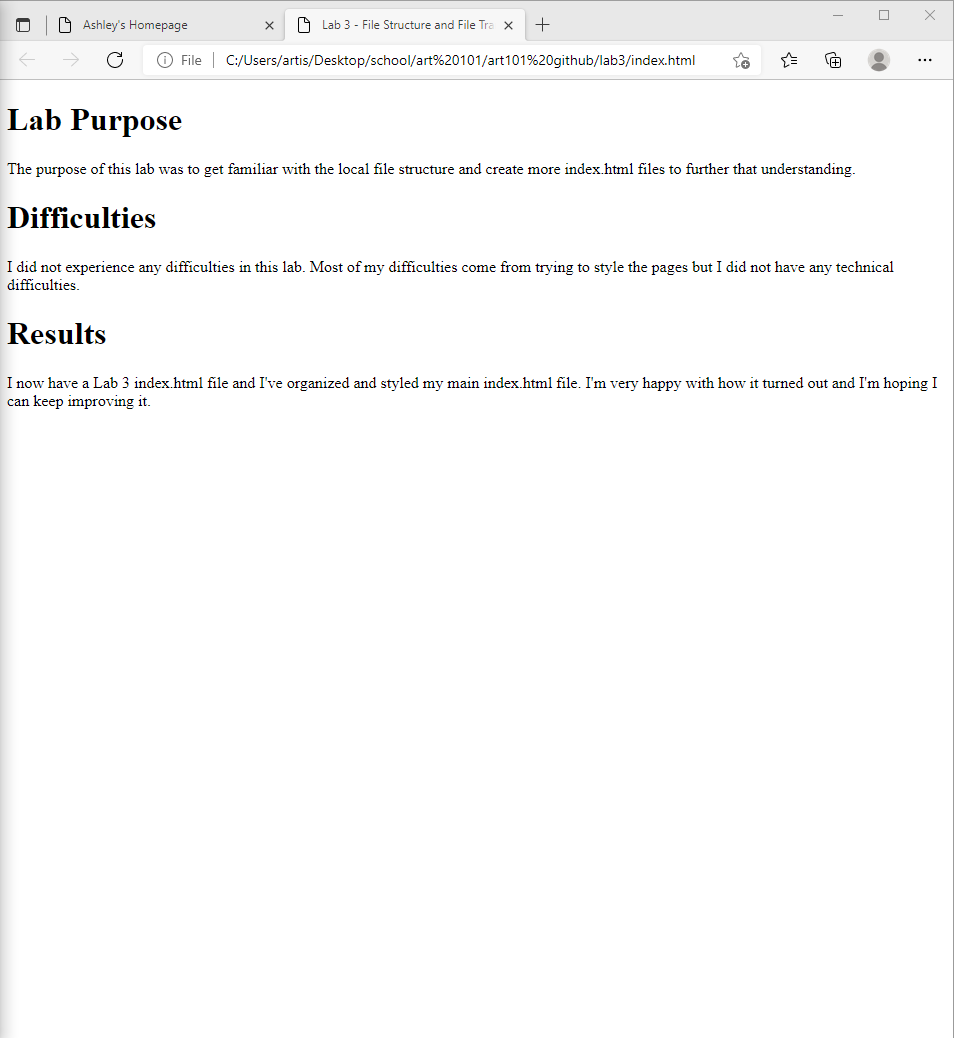 Ashley's Homepage
Lab 3 - File Structure and File Tra
File
C:/Users/artis/Desktop/school/art%20101/art101%20github/lab3/index.html
Lab Purpose
The purpose of this lab was to get familiar with the local file structure and create more index.html files to further that understanding.
Difficulties
I did not experience any difficulties in this lab. Most of my difficulties come from trying to style the pages but I did not have any technical
difficulties.
Results
I now have a Lab 3 index.html file and I've organized and styled my main index.html file. I'm very happy with how it turned out and I'm hoping I
can keep improving it.